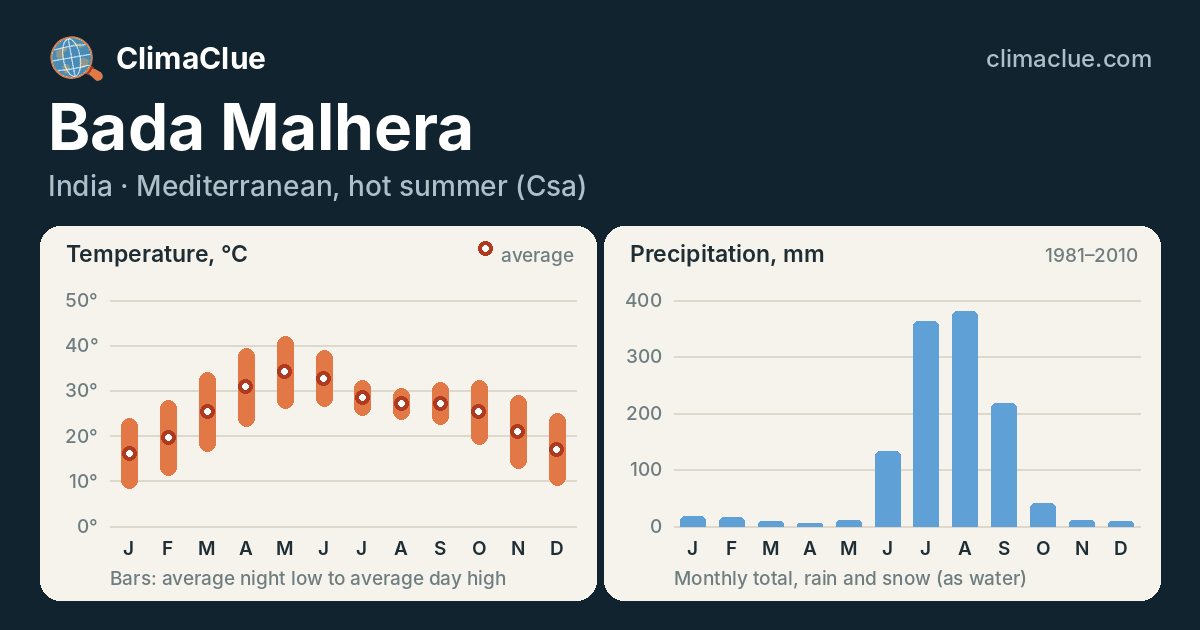 ClimaClue
climaclue.com
Bada Malhera
India · Mediterranean, hot summer (Csa)
Temperature, °C
average
50°
40°
30°
20°
10°
0°
J F M A M J J A S O N D
Bars: average night low to average day high
Precipitation, mm
1981–2010
400
300
200
100
0
J F M A M J J A S O N D
Monthly total, rain and snow (as water)